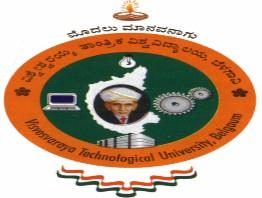 ಮೊದಲು ಮಾನವನಾಗು
ವಿಶ್ವೇಶ್ವರಯ್ಯ ತಾಂತ್ರಿಕ ವಿಶ್ವವಿದ್ಯಾಲಯ, ಬೆಳಗಾವಿ
Visvesvaraya Technological University, Belgaum